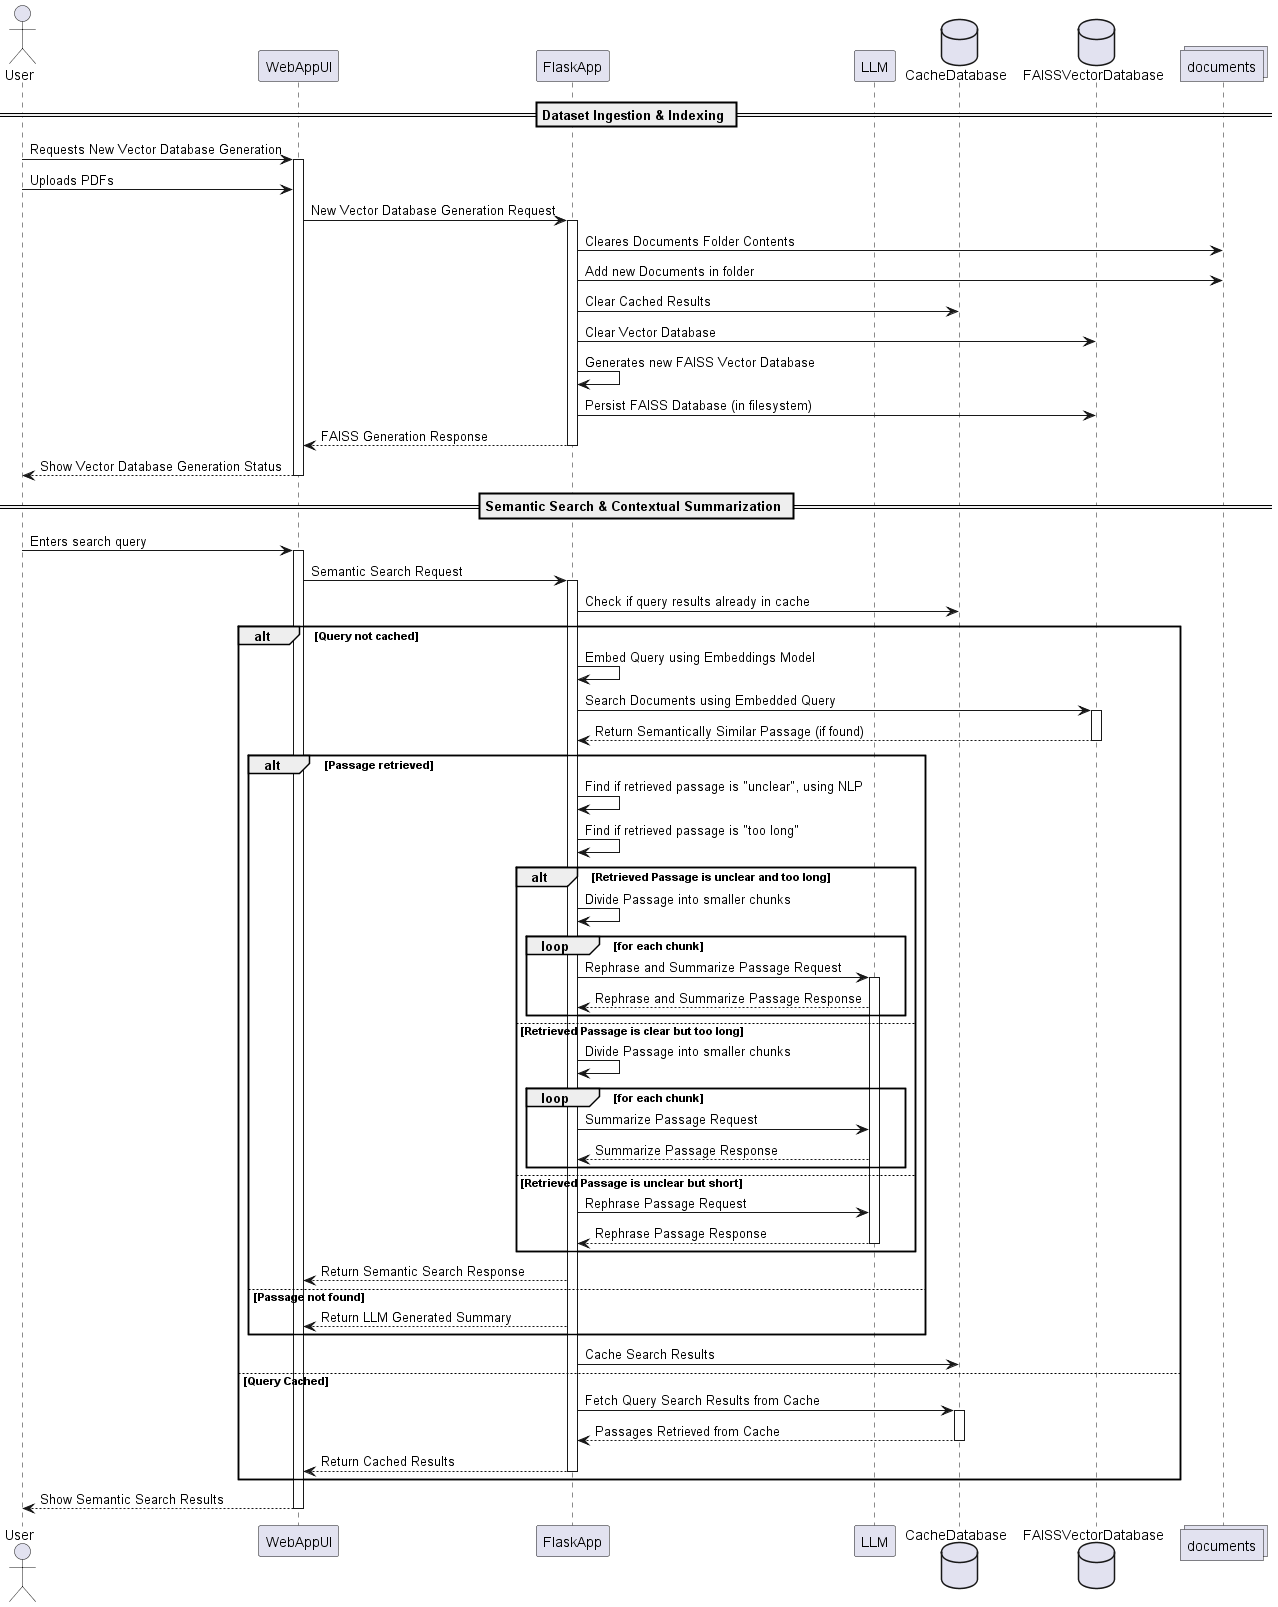 User
WebAppUI
FlaskApp
LLM
CacheDatabase
FAISSVectorDatabase
documents
Dataset Ingestion & Indexing
Requests New Vector Database Generation
Uploads PDFs
New Vector Database Generation Request
Cleares Documents Folder Contents
Add new Documents in folder
Clear Cached Results
Clear Vector Database
Generates new FAISS Vector Database
Persist FAISS Database (in filesystem)
FAISS Generation Response
Show Vector Database Generation Status
Semantic Search & Contextual Summarization
Enters search query
Semantic Search Request
Check if query results already in cache
alt [Query not cached]
Embed Query using Embeddings Model
Search Documents using Embedded Query
Return Semantically Similar Passage (if found)
alt [Passage retrieved]
Find if retrieved passage is "unclear", using NLP
Find if retrieved passage is "too long"
alt [Retrieved Passage is unclear and too long]
Divide Passage into smaller chunks
loop [for each chunk]
Rephrase and Summarize Passage Request
Rephrase and Summarize Passage Response
[Retrieved Passage is clear but too long]
Divide Passage into smaller chunks
loop [for each chunk]
Summarize Passage Request
Summarize Passage Response
[Retrieved Passage is unclear but short]
Rephrase Passage Request
Rephrase Passage Response
Return Semantic Search Response
[Passage not found]
Return LLM Generated Summary
Cache Search Results
[Query Cached]
Fetch Query Search Results from Cache
Passages Retrieved from Cache
Return Cached Results
Show Semantic Search Results
User
WebAppUI
FlaskApp
LLM
CacheDatabase
FAISSVectorDatabase
documents